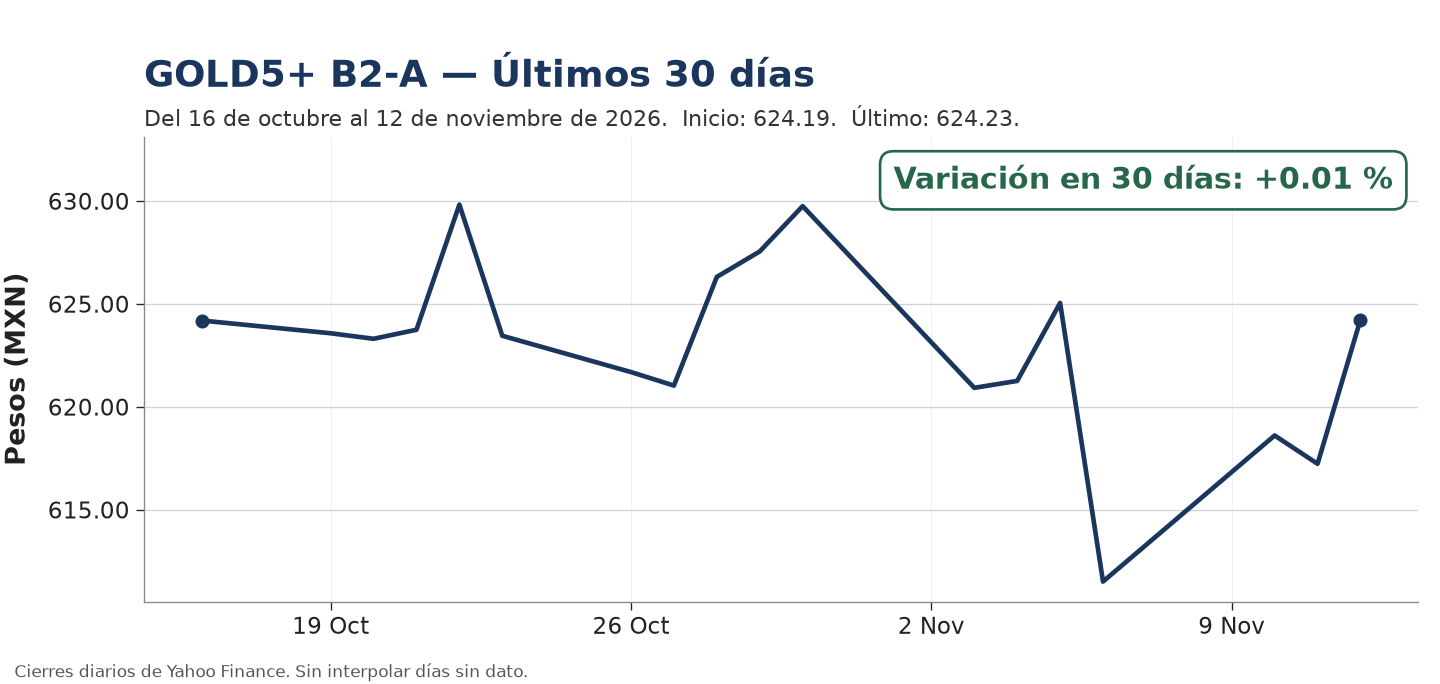 GOLD5+ B2-A — Últimos 30 días
Del 16 de octubre al 12 de noviembre de 2026.  Inicio: 624.19.  Último: 624.23.
Variación en 30 días: +0.01 %
Pesos (MXN)
630.00
625.00
620.00
615.00
19 Oct
26 Oct
2 Nov
9 Nov
Cierres diarios de Yahoo Finance. Sin interpolar días sin dato.